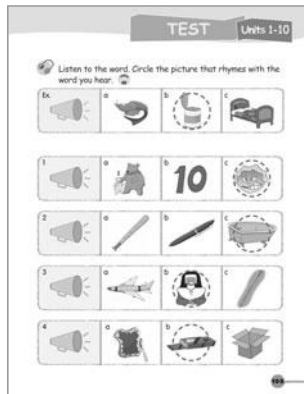 TEST
Units 1-10
Listen to the word. Circle the picture that rhymes with the
word you hear.
Ex. a b c
1 a b 10 c
2 a b c
3 a b c
4 a b c